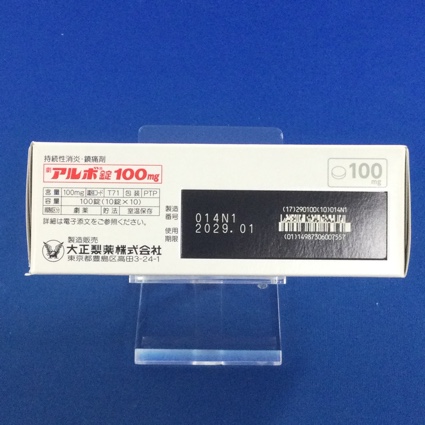 持続性消炎・鎮痛剤
アルボ錠100mg
含量 100mg 識別コード T71 包装 PTP
容量 100錠(10錠×10)
規制区分 劇薬 貯法 室温保存
詳細は電子添文をご参照ください。
製造販売
大正製薬株式会社
東京都豊島区高田3-24-1
製造番号 014N1
使用期限 2029.01
(17)290100(10)014N1
(01)14987306007557
100mg